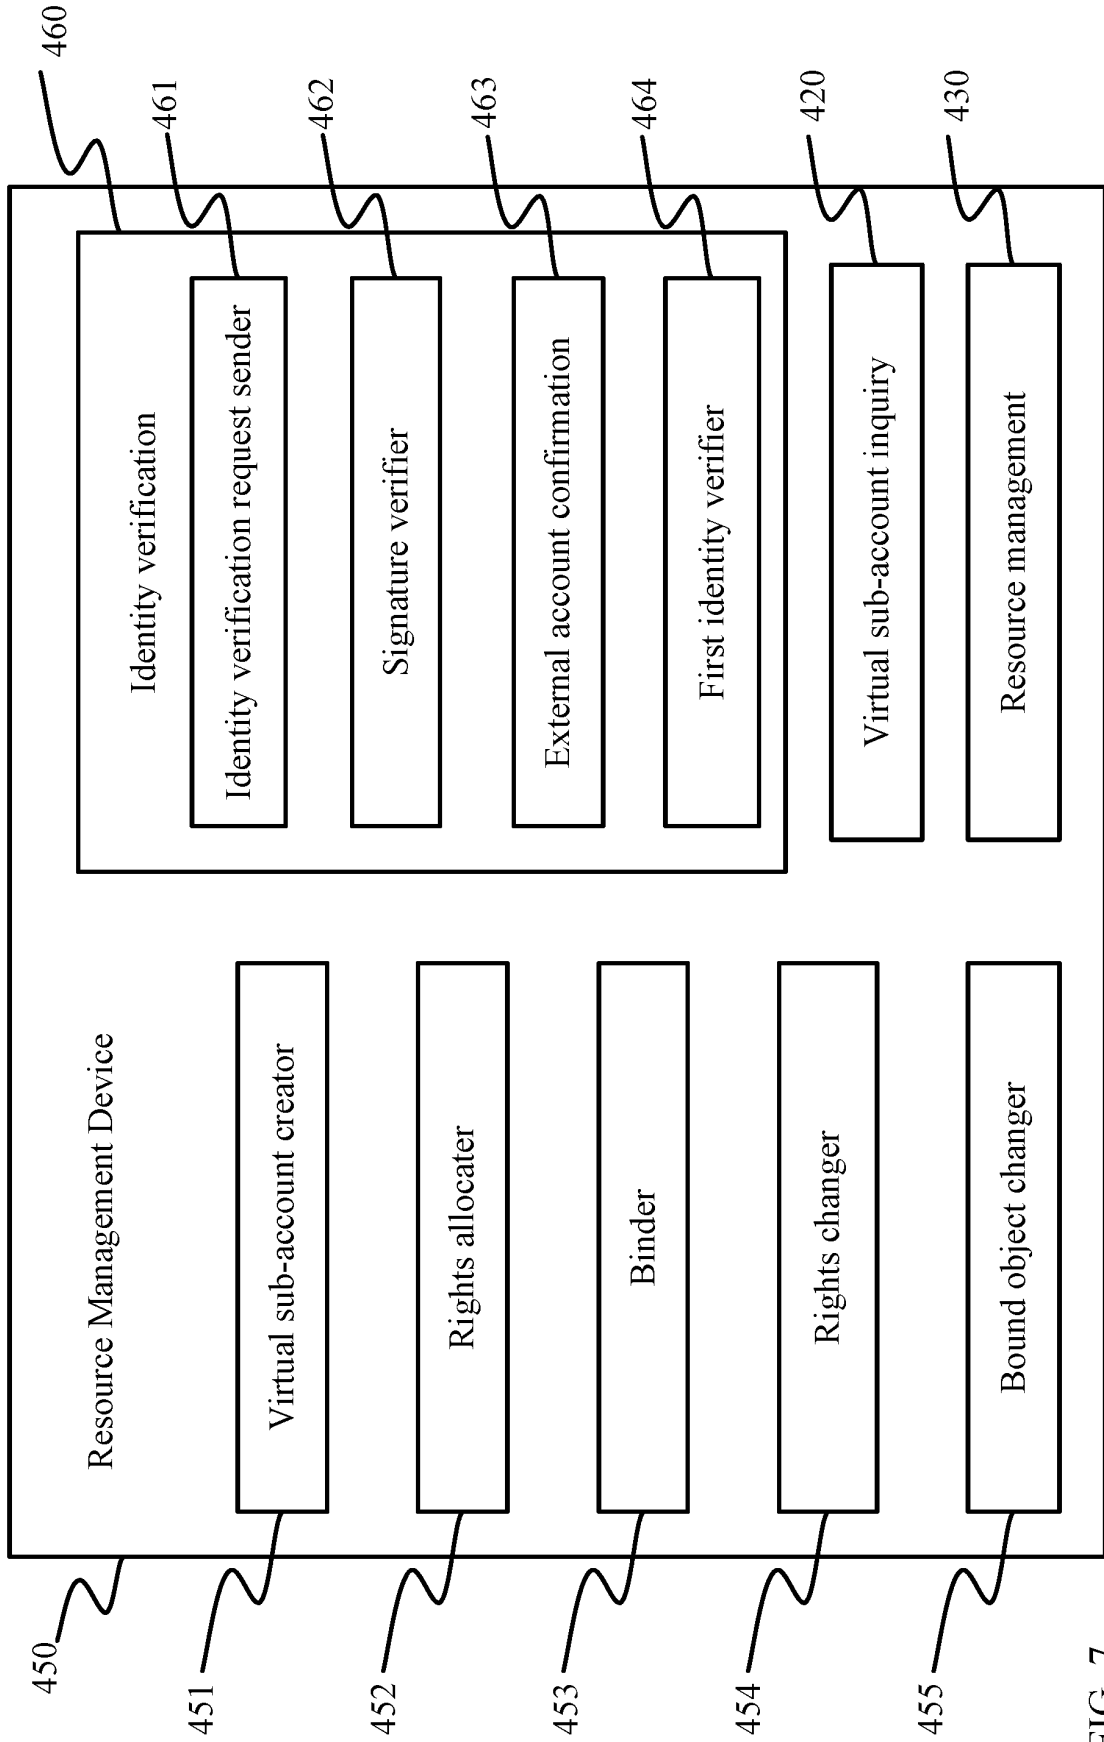 450
Resource Management Device
451
Virtual sub-account creator
452
Rights allocater
453
Binder
454
Rights changer
455
Bound object changer
460
Identity verification
461
Identity verification request sender
462
Signature verifier
463
External account confirmation
464
First identity verifier
420
Virtual sub-account inquiry
430
Resource management
FIG. 7